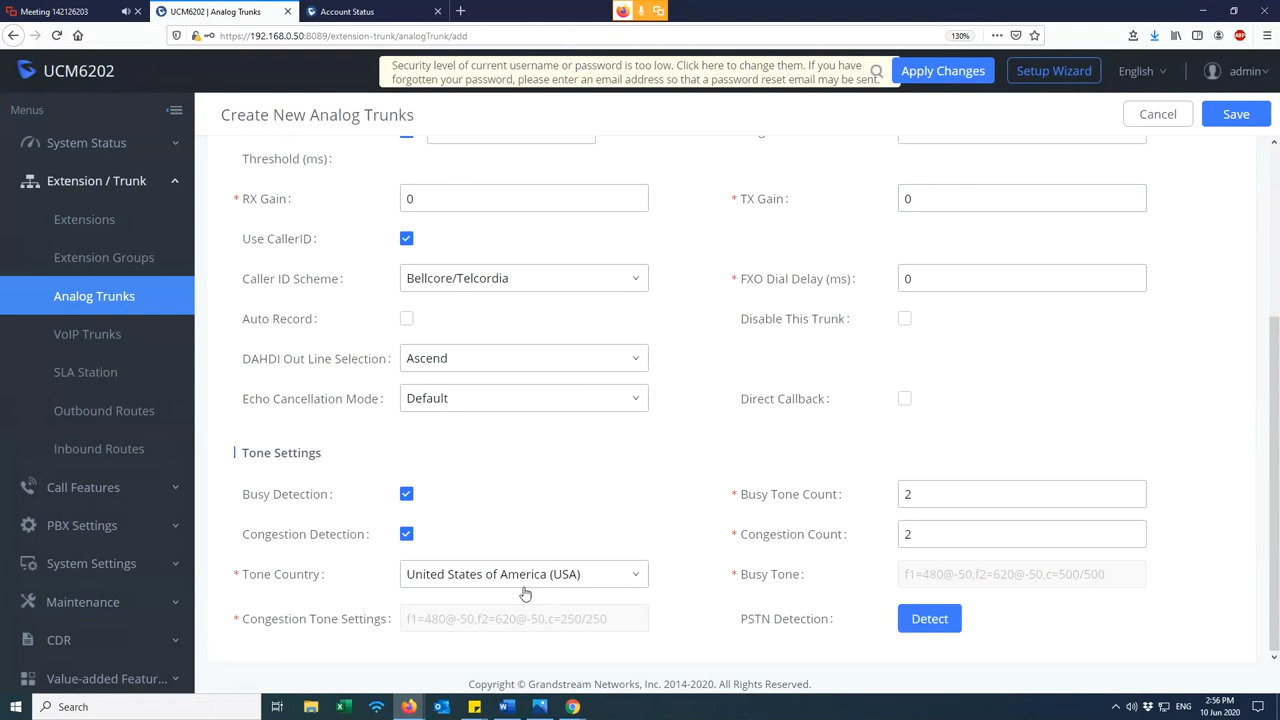 Meeting 142126203
UCM6202 | Analog Trunks
Account Status
https://192.168.0.50:8089/extension-trunk/analogTrunk/add
130%
ABP
UCM6202
Security level of current username or password is too low. Click here to change them. If you have
forgotten your password, please enter an email address so that a password reset email may be sent.
Apply Changes
Setup Wizard
English
admin
Menus
Create New Analog Trunks
Cancel
Save
System Status
Extension / Trunk
Extensions
Extension Groups
Analog Trunks
VoIP Trunks
SLA Station
Outbound Routes
Inbound Routes
Call Features
PBX Settings
System Settings
Maintenance
CDR
Value-added Featur...
Threshold (ms) :
* RX Gain : 0
* TX Gain : 0
Use CallerID :
Caller ID Scheme : Bellcore/Telcordia
* FXO Dial Delay (ms) : 0
Auto Record :
Disable This Trunk :
DAHDI Out Line Selection : Ascend
Echo Cancellation Mode : Default
Direct Callback :
Tone Settings
Busy Detection :
* Busy Tone Count : 2
Congestion Detection :
* Congestion Count : 2
* Tone Country : United States of America (USA)
* Busy Tone : f1=480@-50,f2=620@-50,c=500/500
* Congestion Tone Settings : f1=480@-50,f2=620@-50,c=250/250
PSTN Detection : Detect
Copyright © Grandstream Networks, Inc. 2014-2020. All Rights Reserved.
Search
2:56 PM
10 Jun 2020